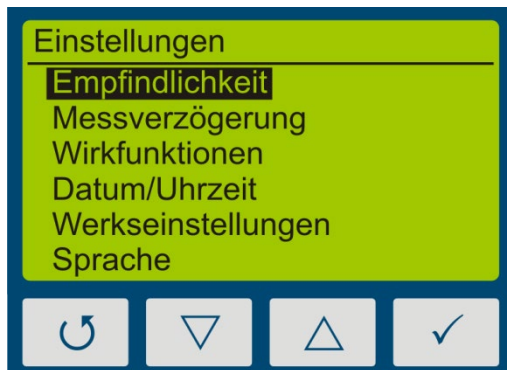 Einstellungen
Empfindlichkeit
Messverzögerung
Wirkfunktionen
Datum/Uhrzeit
Werkseinstellungen
Sprache